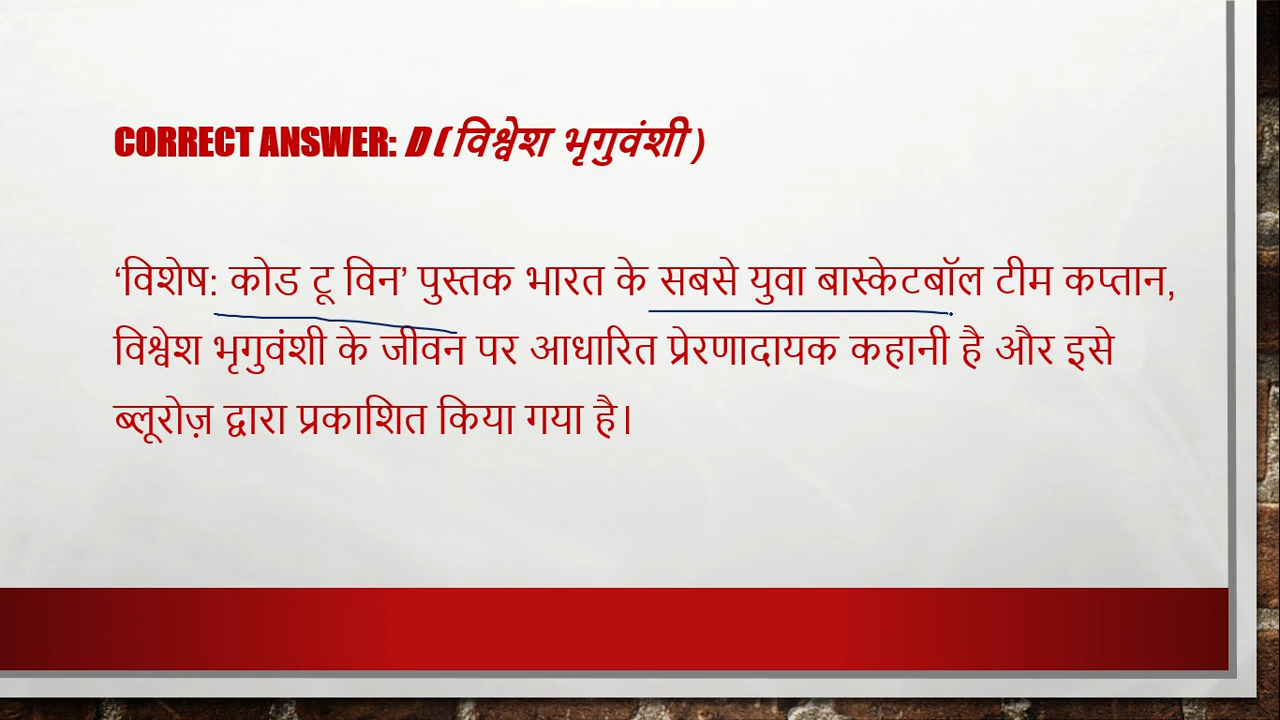 CORRECT ANSWER: D ( विश्वेश भृगुवंशी )
‘विशेष: कोड टू विन’ पुस्तक भारत के सबसे युवा बास्केटबॉल टीम कप्तान,
विश्वेश भृगुवंशी के जीवन पर आधारित प्रेरणादायक कहानी है और इसे
ब्लूरोज़ द्वारा प्रकाशित किया गया है।